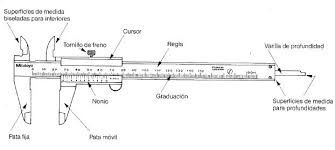 Superficies de medida
biseladas para interiores
Cursor
Tornillo de freno
Regla
Varilla de profundidad
Mitutoyo
Nonio
Graduación
Superficies de medida
para profundidades
Pata fija
Pata móvil